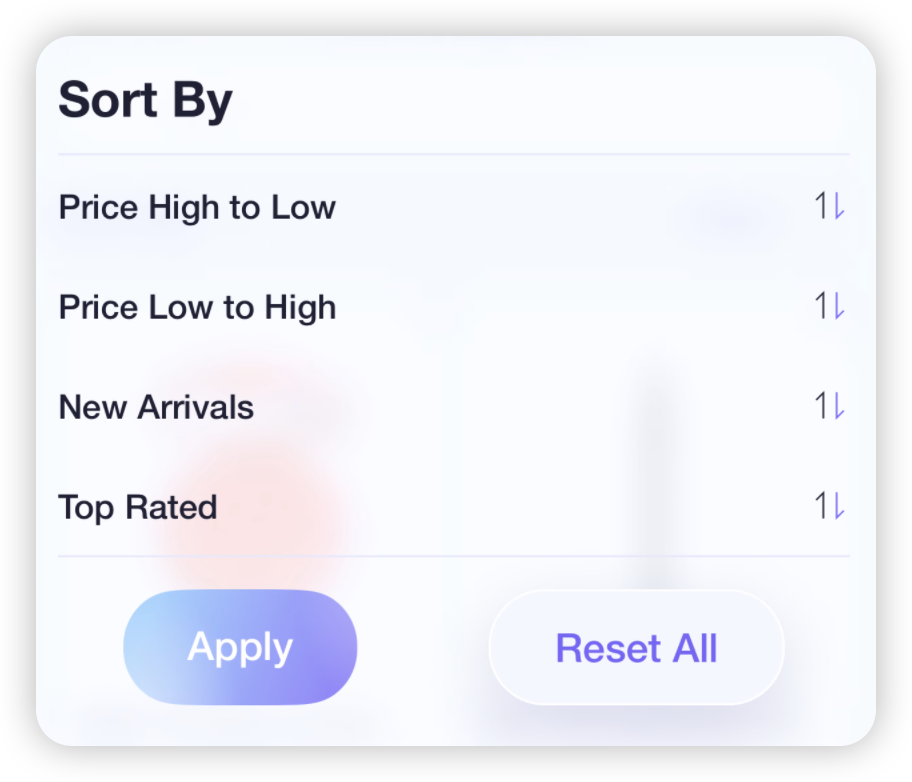 Sort By
Price High to Low
Price Low to High
New Arrivals
Top Rated
Apply
Reset All